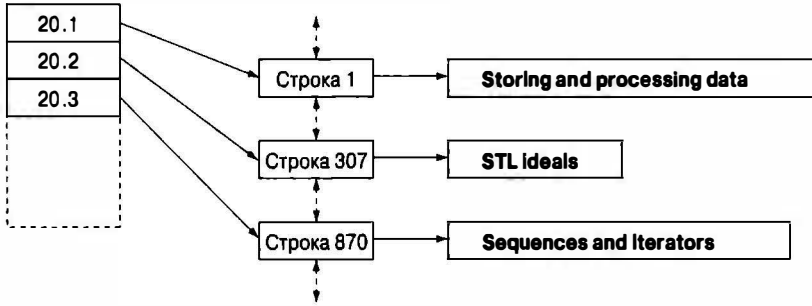 20.1
20.2
20.3
Строка 1
Storing and processing data
Строка 307
STL ideals
Строка 870
Sequences and Iterators